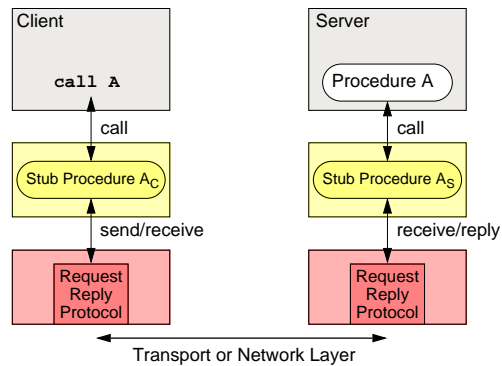 Client
call A
call
Stub Procedure AC
send/receive
Request
Reply
Protocol
Server
Procedure A
call
Stub Procedure AS
receive/reply
Request
Reply
Protocol
Transport or Network Layer